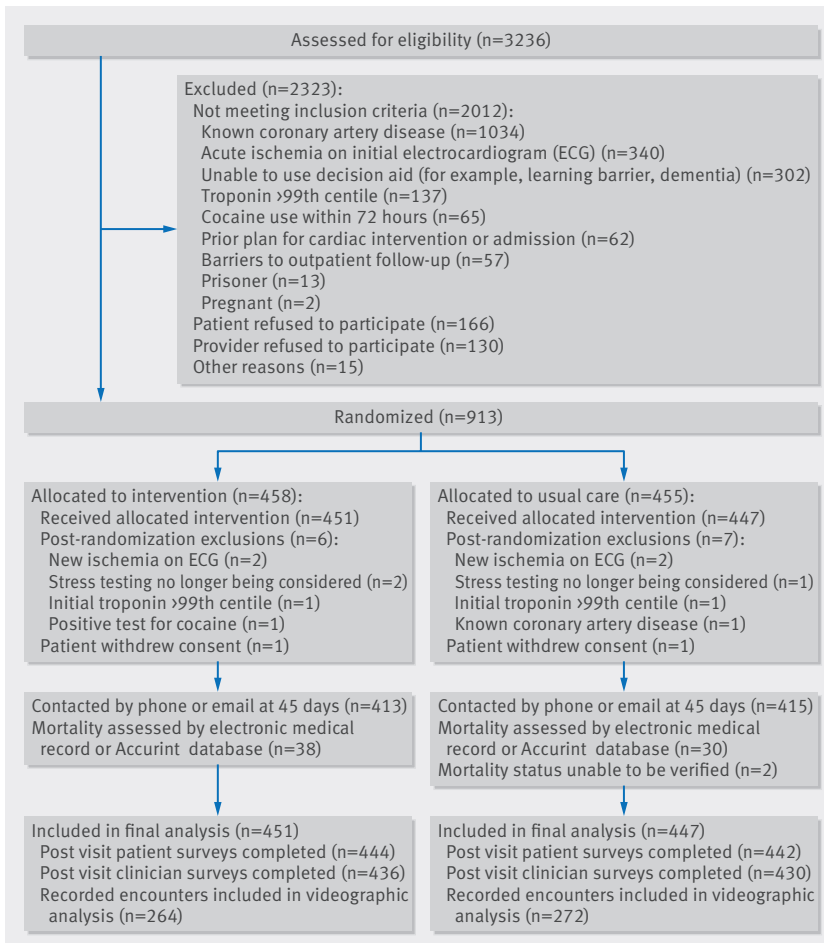 Assessed for eligibility (n=3236)
Excluded (n=2323):
Not meeting inclusion criteria (n=2012):
Known coronary artery disease (n=1034)
Acute ischemia on initial electrocardiogram (ECG) (n=340)
Unable to use decision aid (for example, learning barrier, dementia) (n=302)
Troponin >99th centile (n=137)
Cocaine use within 72 hours (n=65)
Prior plan for cardiac intervention or admission (n=62)
Barriers to outpatient follow-up (n=57)
Prisoner (n=13)
Pregnant (n=2)
Patient refused to participate (n=166)
Provider refused to participate (n=130)
Other reasons (n=15)
Randomized (n=913)
Allocated to intervention (n=458):
Received allocated intervention (n=451)
Post-randomization exclusions (n=6):
New ischemia on ECG (n=2)
Stress testing no longer being considered (n=2)
Initial troponin >99th centile (n=1)
Positive test for cocaine (n=1)
Patient withdrew consent (n=1)
Allocated to usual care (n=455):
Received allocated intervention (n=447)
Post-randomization exclusions (n=7):
New ischemia on ECG (n=2)
Stress testing no longer being considered (n=1)
Initial troponin >99th centile (n=1)
Known coronary artery disease (n=1)
Patient withdrew consent (n=1)
Contacted by phone or email at 45 days (n=413)
Mortality assessed by electronic medical
record or Accurint database (n=38)
Contacted by phone or email at 45 days (n=415)
Mortality assessed by electronic medical
record or Accurint database (n=30)
Mortality status unable to be verified (n=2)
Included in final analysis (n=451)
Post visit patient surveys completed (n=444)
Post visit clinician surveys completed (n=436)
Recorded encounters included in videographic
analysis (n=264)
Included in final analysis (n=447)
Post visit patient surveys completed (n=442)
Post visit clinician surveys completed (n=430)
Recorded encounters included in videographic
analysis (n=272)